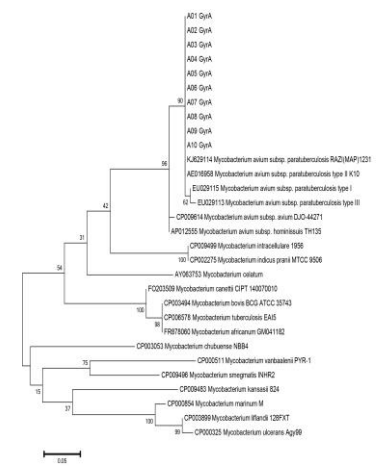 A01 GyrA
A02 GyrA
A03 GyrA
A04 GyrA
A05 GyrA
A06 GyrA
90
A07 GyrA
A08 GyrA
A09 GyrA
A10 GyrA
KJ629114 Mycobacterium avium subsp. paratuberculosis RAZI(MAP)1231
96
AE016958 Mycobacterium avium subsp. paratuberculosis type II K10
EU029115 Mycobacterium avium subsp. paratuberculosis type I
62
EU029113 Mycobacterium avium subsp. paratuberculosis type III
42
CP009614 Mycobacterium avium subsp. avium DJO-44271
AP012555 Mycobacterium avium subsp. hominissuis TH135
31
CP009499 Mycobacterium intracellulare 1956
100
CP002275 Mycobacterium indicus pranii MTCC 9506
54
AY063753 Mycobacterium celatum
FO203509 Mycobacterium canettii CIPT 140070010
100
CP003494 Mycobacterium bovis BCG ATCC 35743
CP006578 Mycobacterium tuberculosis EAI5
98
FR878060 Mycobacterium africanum GM041182
CP003053 Mycobacterium chubuense NBB4
75
CP000511 Mycobacterium vanbaalenii PYR-1
CP009496 Mycobacterium smegmatis INHR2
15
CP009483 Mycobacterium kansasii 824
37
CP000854 Mycobacterium marinum M
100
CP003899 Mycobacterium liflandii 128FXT
99
CP000325 Mycobacterium ulcerans Agy99
0.05